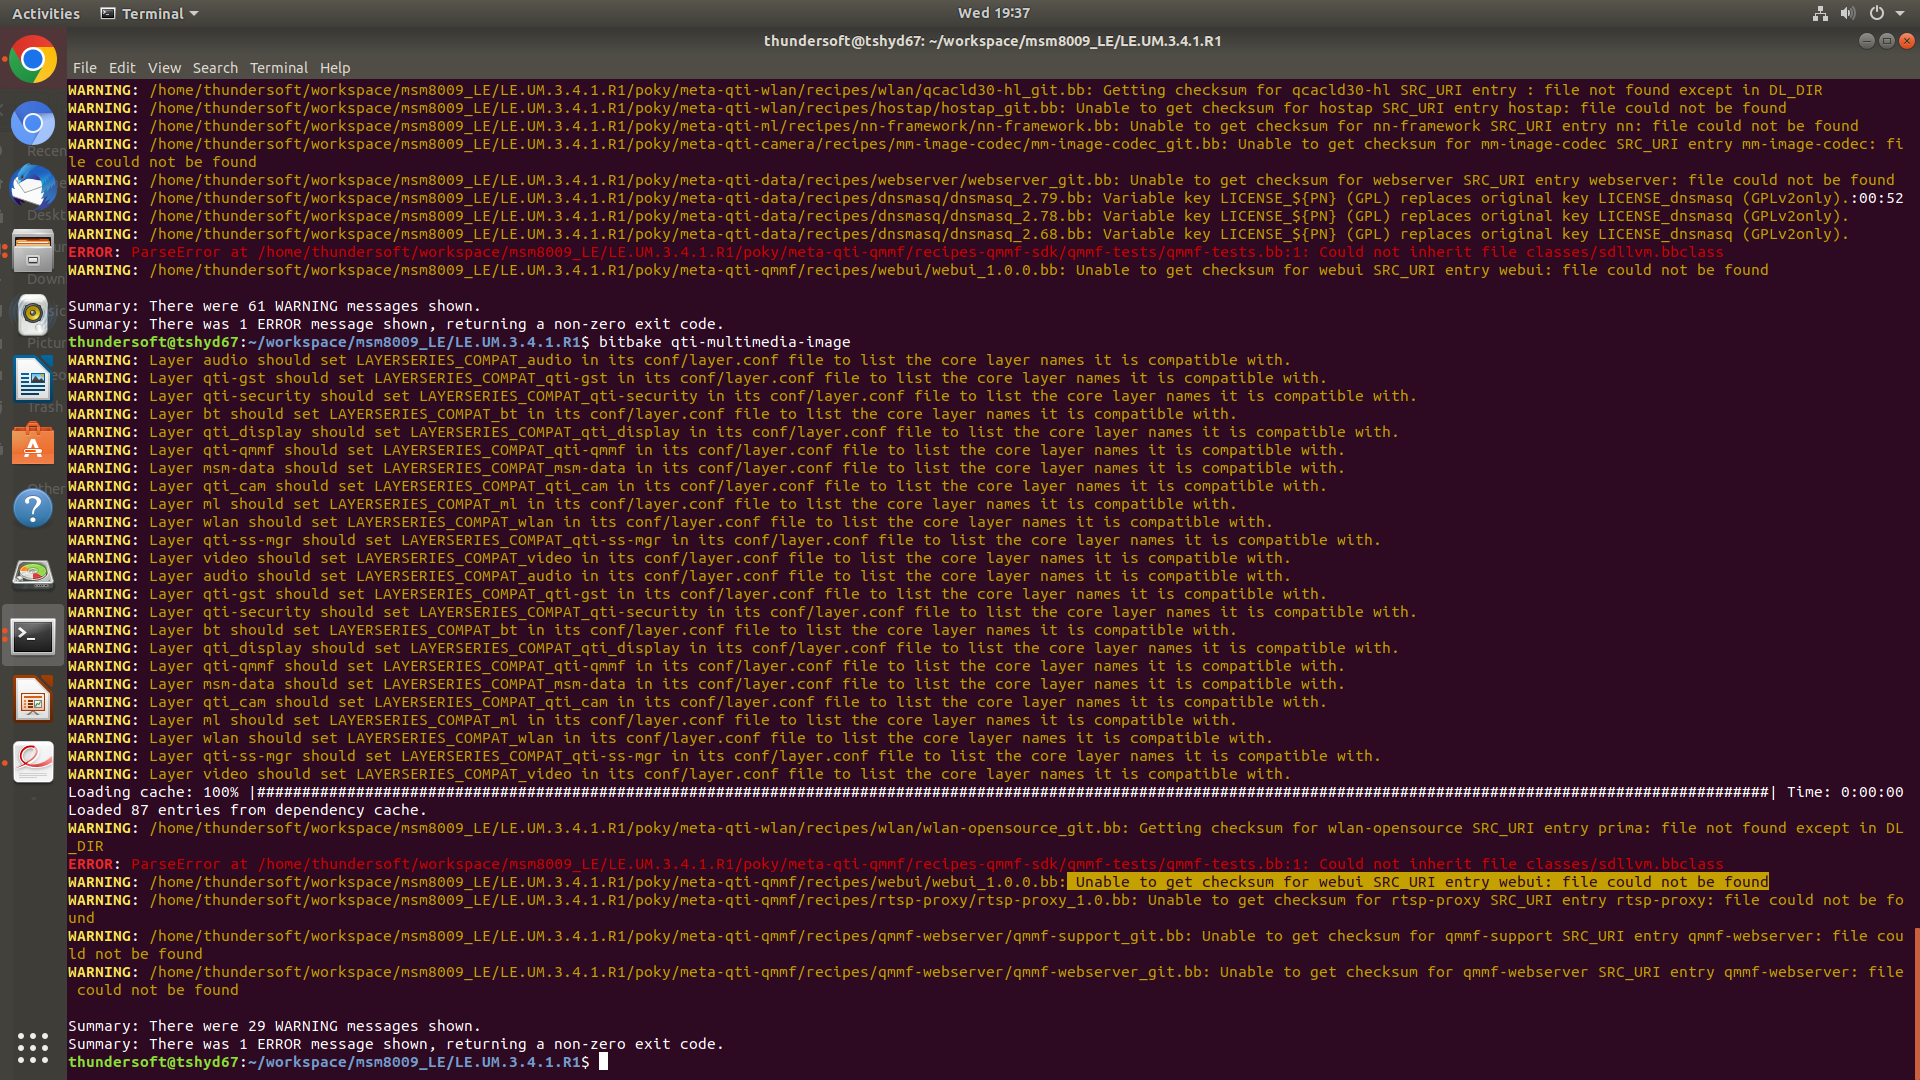 Activities Terminal Wed 19:37
thundersoft@tshyd67: ~/workspace/msm8009_LE/LE.UM.3.4.1.R1
File Edit View Search Terminal Help
WARNING: /home/thundersoft/workspace/msm8009_LE/LE.UM.3.4.1.R1/poky/meta-qti-wlan/recipes/wlan/qcacld30-hl_git.bb: Getting checksum for qcacld30-hl SRC_URI entry : file not found except in DL_DIR
WARNING: /home/thundersoft/workspace/msm8009_LE/LE.UM.3.4.1.R1/poky/meta-qti-wlan/recipes/hostap/hostap_git.bb: Unable to get checksum for hostap SRC_URI entry hostap: file could not be found
WARNING: /home/thundersoft/workspace/msm8009_LE/LE.UM.3.4.1.R1/poky/meta-qti-ml/recipes/nn-framework/nn-framework.bb: Unable to get checksum for nn-framework SRC_URI entry nn: file could not be found
WARNING: /home/thundersoft/workspace/msm8009_LE/LE.UM.3.4.1.R1/poky/meta-qti-camera/recipes/mm-image-codec/mm-image-codec_git.bb: Unable to get checksum for mm-image-codec SRC_URI entry mm-image-codec: fi
le could not be found
WARNING: /home/thundersoft/workspace/msm8009_LE/LE.UM.3.4.1.R1/poky/meta-qti-data/recipes/webserver/webserver_git.bb: Unable to get checksum for webserver SRC_URI entry webserver: file could not be found
WARNING: /home/thundersoft/workspace/msm8009_LE/LE.UM.3.4.1.R1/poky/meta-qti-data/recipes/dnsmasq/dnsmasq_2.79.bb: Variable key LICENSE_${PN} (GPL) replaces original key LICENSE_dnsmasq (GPLv2only).:00:52
WARNING: /home/thundersoft/workspace/msm8009_LE/LE.UM.3.4.1.R1/poky/meta-qti-data/recipes/dnsmasq/dnsmasq_2.78.bb: Variable key LICENSE_${PN} (GPL) replaces original key LICENSE_dnsmasq (GPLv2only).
WARNING: /home/thundersoft/workspace/msm8009_LE/LE.UM.3.4.1.R1/poky/meta-qti-data/recipes/dnsmasq/dnsmasq_2.68.bb: Variable key LICENSE_${PN} (GPL) replaces original key LICENSE_dnsmasq (GPLv2only).
ERROR: ParseError at /home/thundersoft/workspace/msm8009_LE/LE.UM.3.4.1.R1/poky/meta-qti-qmmf/recipes-qmmf-sdk/qmmf-tests/qmmf-tests.bb:1: Could not inherit file classes/sdllvm.bbclass
WARNING: /home/thundersoft/workspace/msm8009_LE/LE.UM.3.4.1.R1/poky/meta-qti-qmmf/recipes/webui/webui_1.0.0.bb: Unable to get checksum for webui SRC_URI entry webui: file could not be found
Summary: There were 61 WARNING messages shown.
Summary: There was 1 ERROR message shown, returning a non-zero exit code.
thundersoft@tshyd67:~/workspace/msm8009_LE/LE.UM.3.4.1.R1$ bitbake qti-multimedia-image
WARNING: Layer audio should set LAYERSERIES_COMPAT_audio in its conf/layer.conf file to list the core layer names it is compatible with.
WARNING: Layer qti-gst should set LAYERSERIES_COMPAT_qti-gst in its conf/layer.conf file to list the core layer names it is compatible with.
WARNING: Layer qti-security should set LAYERSERIES_COMPAT_qti-security in its conf/layer.conf file to list the core layer names it is compatible with.
WARNING: Layer bt should set LAYERSERIES_COMPAT_bt in its conf/layer.conf file to list the core layer names it is compatible with.
WARNING: Layer qti_display should set LAYERSERIES_COMPAT_qti_display in its conf/layer.conf file to list the core layer names it is compatible with.
WARNING: Layer qti-qmmf should set LAYERSERIES_COMPAT_qti-qmmf in its conf/layer.conf file to list the core layer names it is compatible with.
WARNING: Layer msm-data should set LAYERSERIES_COMPAT_msm-data in its conf/layer.conf file to list the core layer names it is compatible with.
WARNING: Layer qti_cam should set LAYERSERIES_COMPAT_qti_cam in its conf/layer.conf file to list the core layer names it is compatible with.
WARNING: Layer ml should set LAYERSERIES_COMPAT_ml in its conf/layer.conf file to list the core layer names it is compatible with.
WARNING: Layer wlan should set LAYERSERIES_COMPAT_wlan in its conf/layer.conf file to list the core layer names it is compatible with.
WARNING: Layer qti-ss-mgr should set LAYERSERIES_COMPAT_qti-ss-mgr in its conf/layer.conf file to list the core layer names it is compatible with.
WARNING: Layer video should set LAYERSERIES_COMPAT_video in its conf/layer.conf file to list the core layer names it is compatible with.
WARNING: Layer audio should set LAYERSERIES_COMPAT_audio in its conf/layer.conf file to list the core layer names it is compatible with.
WARNING: Layer qti-gst should set LAYERSERIES_COMPAT_qti-gst in its conf/layer.conf file to list the core layer names it is compatible with.
WARNING: Layer qti-security should set LAYERSERIES_COMPAT_qti-security in its conf/layer.conf file to list the core layer names it is compatible with.
WARNING: Layer bt should set LAYERSERIES_COMPAT_bt in its conf/layer.conf file to list the core layer names it is compatible with.
WARNING: Layer qti_display should set LAYERSERIES_COMPAT_qti_display in its conf/layer.conf file to list the core layer names it is compatible with.
WARNING: Layer qti-qmmf should set LAYERSERIES_COMPAT_qti-qmmf in its conf/layer.conf file to list the core layer names it is compatible with.
WARNING: Layer msm-data should set LAYERSERIES_COMPAT_msm-data in its conf/layer.conf file to list the core layer names it is compatible with.
WARNING: Layer qti_cam should set LAYERSERIES_COMPAT_qti_cam in its conf/layer.conf file to list the core layer names it is compatible with.
WARNING: Layer ml should set LAYERSERIES_COMPAT_ml in its conf/layer.conf file to list the core layer names it is compatible with.
WARNING: Layer wlan should set LAYERSERIES_COMPAT_wlan in its conf/layer.conf file to list the core layer names it is compatible with.
WARNING: Layer qti-ss-mgr should set LAYERSERIES_COMPAT_qti-ss-mgr in its conf/layer.conf file to list the core layer names it is compatible with.
WARNING: Layer video should set LAYERSERIES_COMPAT_video in its conf/layer.conf file to list the core layer names it is compatible with.
Loading cache: 100% |########################################################################################################################################################################| Time: 0:00:00
Loaded 87 entries from dependency cache.
WARNING: /home/thundersoft/workspace/msm8009_LE/LE.UM.3.4.1.R1/poky/meta-qti-wlan/recipes/wlan/wlan-opensource_git.bb: Getting checksum for wlan-opensource SRC_URI entry prima: file not found except in DL
_DIR
ERROR: ParseError at /home/thundersoft/workspace/msm8009_LE/LE.UM.3.4.1.R1/poky/meta-qti-qmmf/recipes-qmmf-sdk/qmmf-tests/qmmf-tests.bb:1: Could not inherit file classes/sdllvm.bbclass
WARNING: /home/thundersoft/workspace/msm8009_LE/LE.UM.3.4.1.R1/poky/meta-qti-qmmf/recipes/webui/webui_1.0.0.bb: Unable to get checksum for webui SRC_URI entry webui: file could not be found
WARNING: /home/thundersoft/workspace/msm8009_LE/LE.UM.3.4.1.R1/poky/meta-qti-qmmf/recipes/rtsp-proxy/rtsp-proxy_1.0.bb: Unable to get checksum for rtsp-proxy SRC_URI entry rtsp-proxy: file could not be fo
und
WARNING: /home/thundersoft/workspace/msm8009_LE/LE.UM.3.4.1.R1/poky/meta-qti-qmmf/recipes/qmmf-webserver/qmmf-support_git.bb: Unable to get checksum for qmmf-support SRC_URI entry qmmf-webserver: file cou
ld not be found
WARNING: /home/thundersoft/workspace/msm8009_LE/LE.UM.3.4.1.R1/poky/meta-qti-qmmf/recipes/qmmf-webserver/qmmf-webserver_git.bb: Unable to get checksum for qmmf-webserver SRC_URI entry qmmf-webserver: file
could not be found
Summary: There were 29 WARNING messages shown.
Summary: There was 1 ERROR message shown, returning a non-zero exit code.
thundersoft@tshyd67:~/workspace/msm8009_LE/LE.UM.3.4.1.R1$